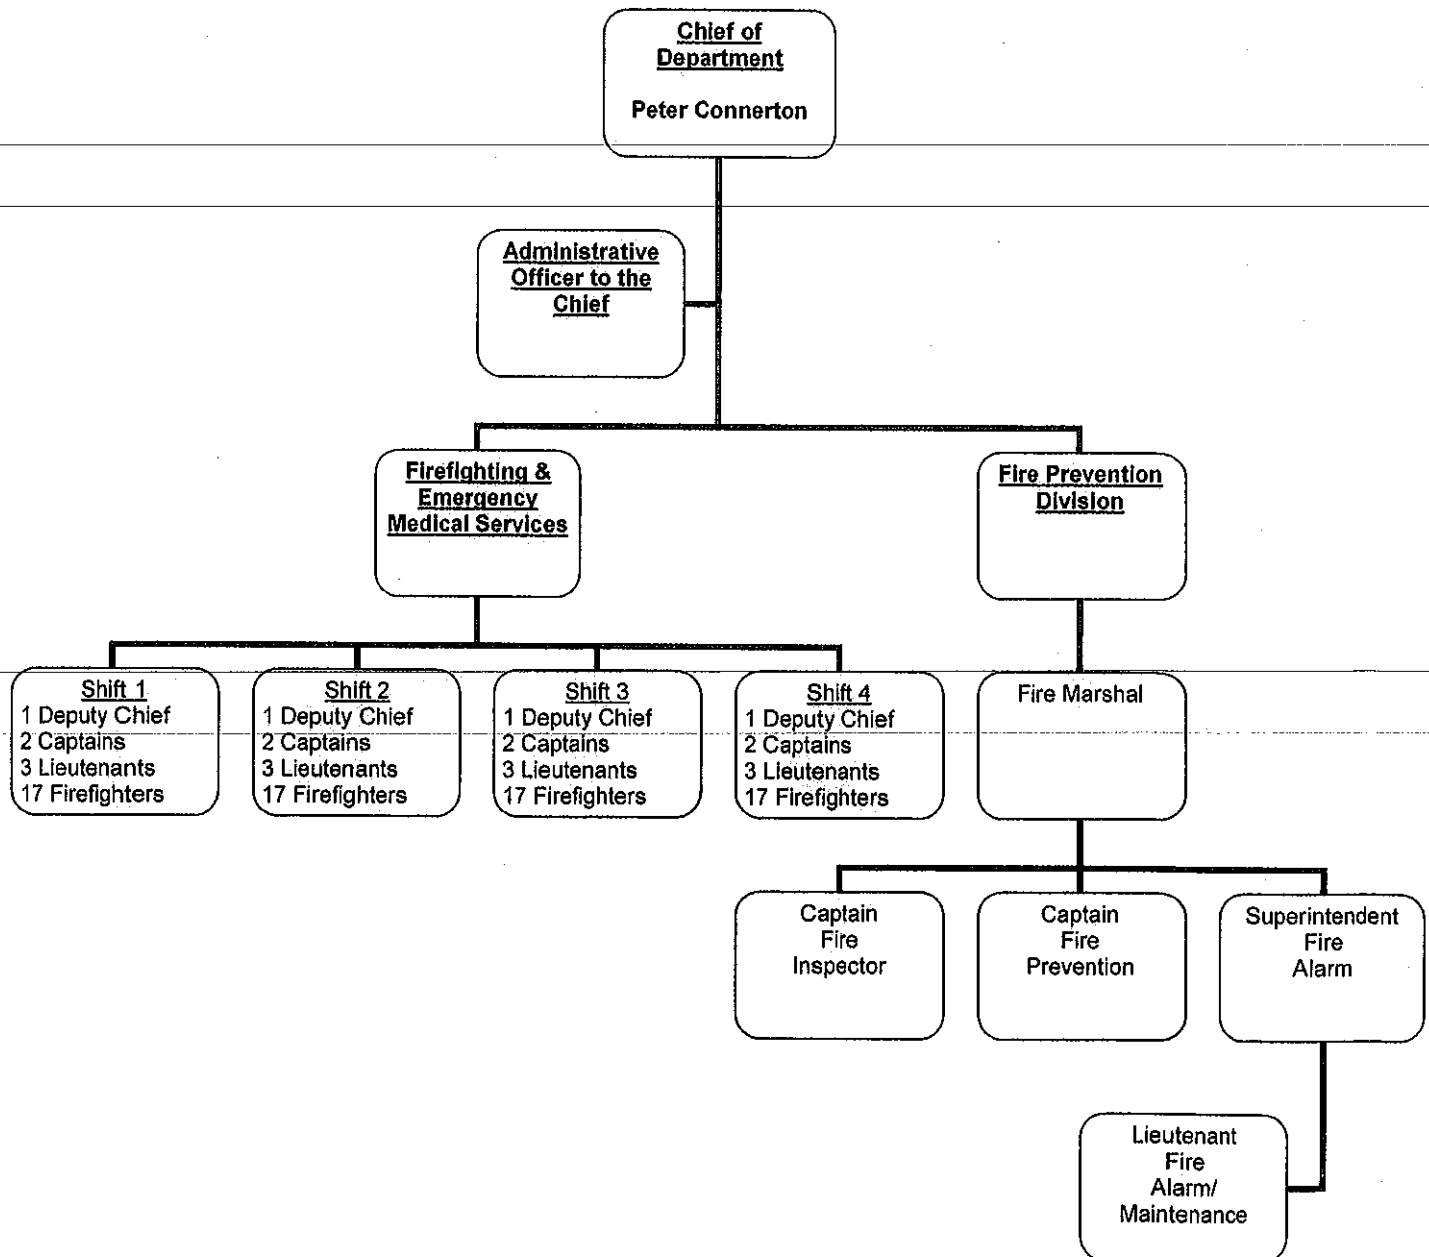 Chief of
Department
Peter Connerton
Administrative
Officer to the
Chief
Firefighting &
Emergency
Medical Services
Fire Prevention
Division
Shift 1
1 Deputy Chief
2 Captains
3 Lieutenants
17 Firefighters
Shift 2
1 Deputy Chief
2 Captains
3 Lieutenants
17 Firefighters
Shift 3
1 Deputy Chief
2 Captains
3 Lieutenants
17 Firefighters
Shift 4
1 Deputy Chief
2 Captains
3 Lieutenants
17 Firefighters
Fire Marshal
Captain
Fire
Inspector
Captain
Fire
Prevention
Superintendent
Fire
Alarm
Lieutenant
Fire
Alarm/
Maintenance